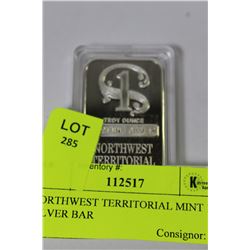 1
TROY OUNCE
NORTHWEST
TERRITORIAL
LOT
285
entory #:
112517
K
ORTHWEST TERRITORIAL MINT
LVER BAR
Consignor: